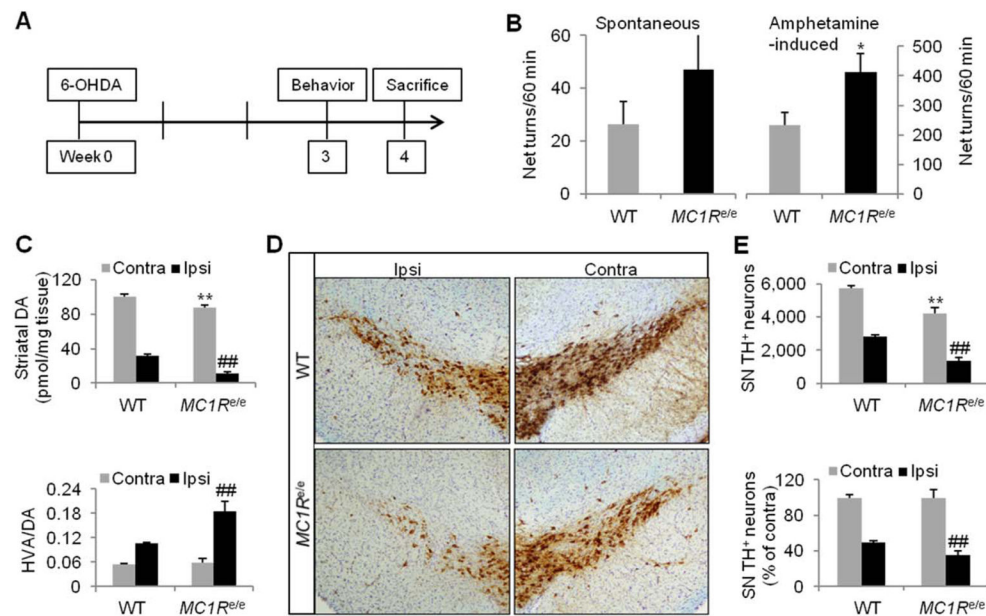 A
6-OHDA
Behavior
Sacrifice
Week 0
3
4
B
Spontaneous
Amphetamine
-induced
Net turns/60 min
60
40
20
0
WT
MC1Re/e
*
500
400
300
200
100
0
Net turns/60 min
WT
MC1Re/e
C
Contra Ipsi
Striatal DA
(pmol/mg tissue)
120
80
40
0
**
##
WT
MC1Re/e
Contra Ipsi
HVA/DA
0.24
0.18
0.12
0.06
0
##
WT
MC1Re/e
D
Ipsi
Contra
WT
MC1Re/e
E
Contra Ipsi
SN TH+ neurons
6,000
4,000
2,000
0
**
##
WT
MC1Re/e
Contra Ipsi
SN TH+ neurons
(% of contra)
120
80
40
0
##
WT
MC1Re/e